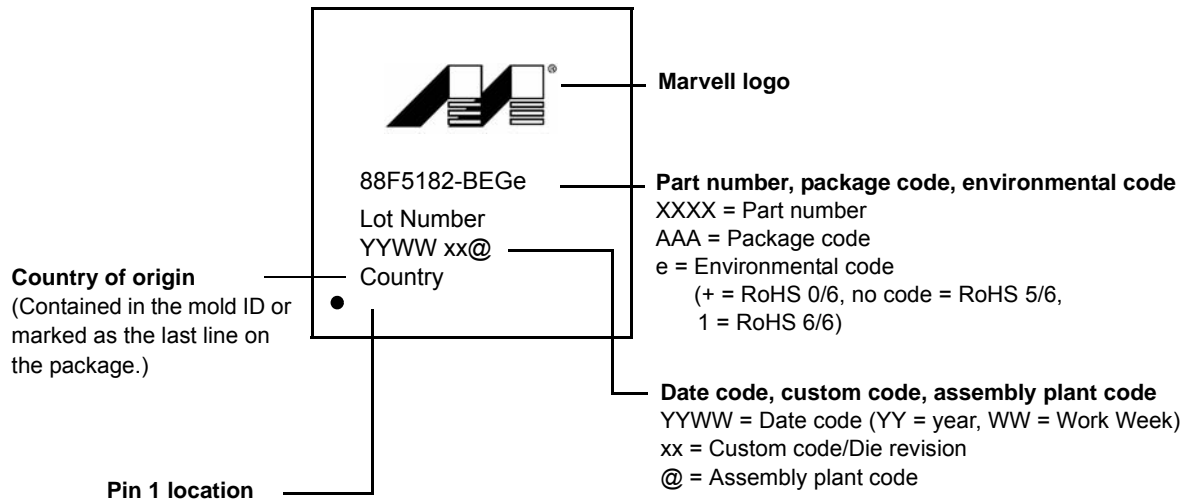 ®
Marvell logo
88F5182-BEGe
Part number, package code, environmental code
XXXX = Part number
AAA = Package code
e = Environmental code
(+ = RoHS 0/6, no code = RoHS 5/6,
1 = RoHS 6/6)
Lot Number
YYWW xx@
Country
Country of origin
(Contained in the mold ID or
marked as the last line on
the package.)
Date code, custom code, assembly plant code
YYWW = Date code (YY = year, WW = Work Week)
xx = Custom code/Die revision
@ = Assembly plant code
Pin 1 location